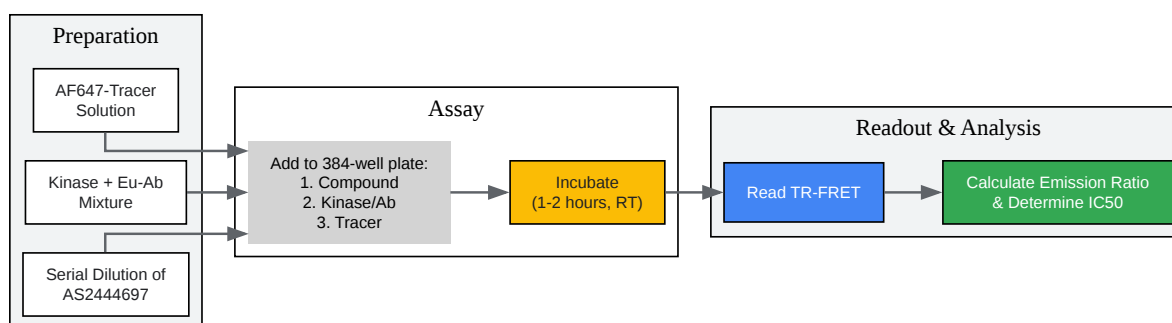 Preparation
AF647-Tracer
Solution
Kinase + Eu-Ab
Mixture
Serial Dilution of
AS2444697
Assay
Add to 384-well plate:
1. Compound
2. Kinase/Ab
3. Tracer
Incubate
(1-2 hours, RT)
Readout & Analysis
Read TR-FRET
Calculate Emission Ratio
& Determine IC50